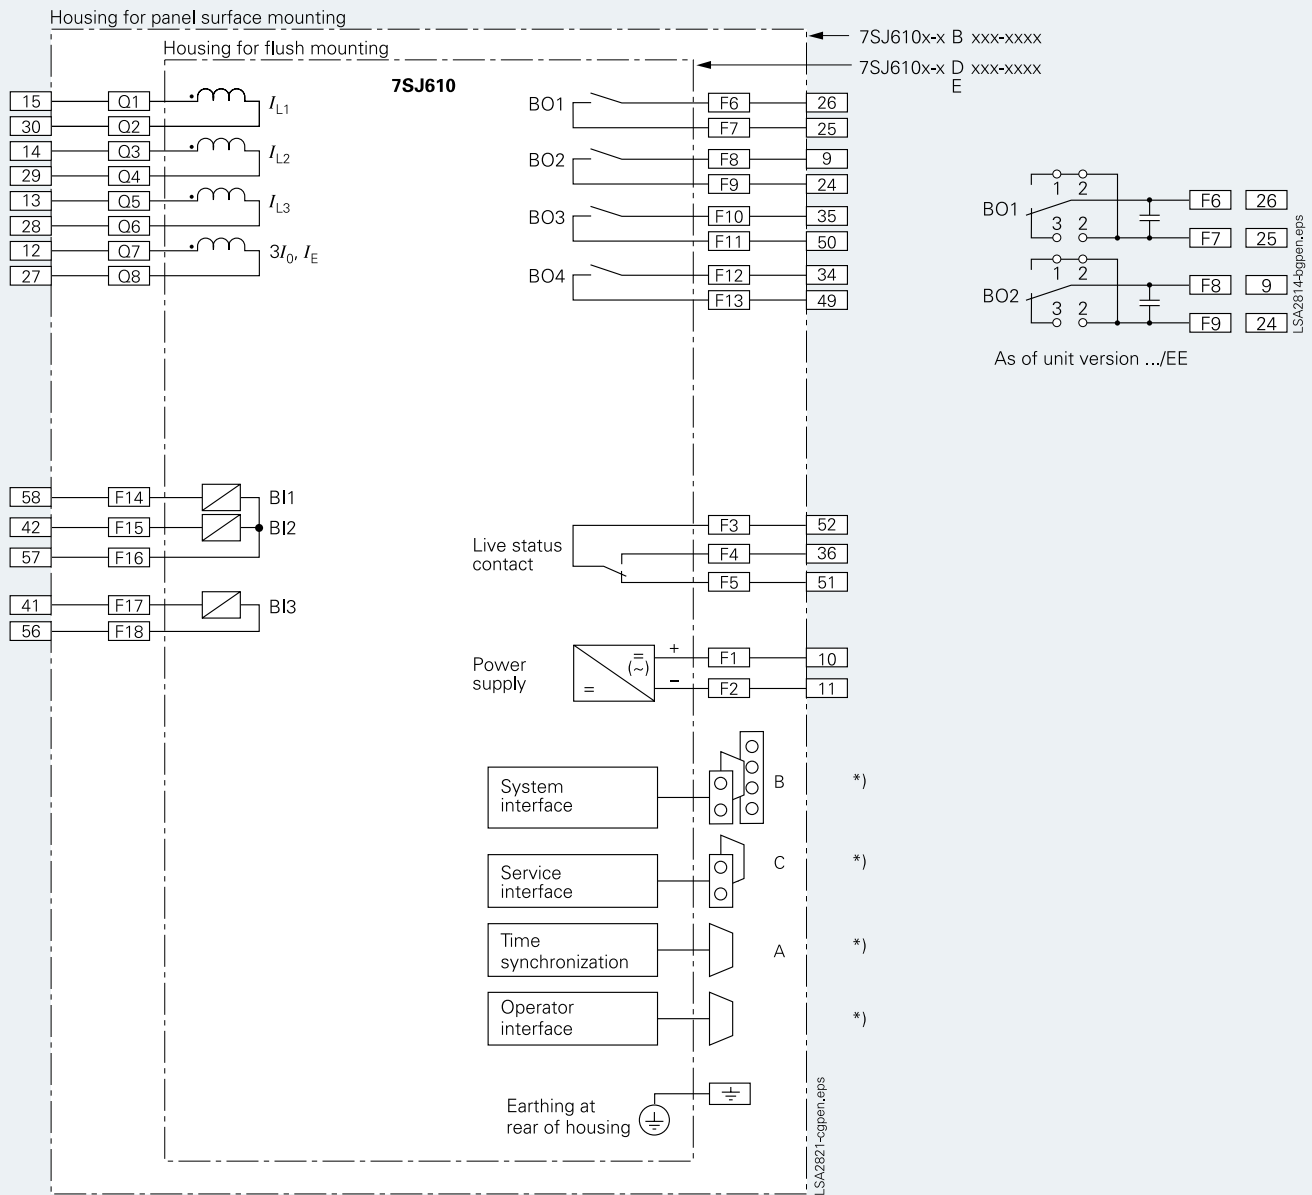 Housing for panel surface mounting
7SJ610x-x B xxx-xxxx
Housing for flush mounting
7SJ610x-x D xxx-xxxx
E
7SJ610
15 Q1 IL1
30 Q2
14 Q3 IL2
29 Q4
13 Q5 IL3
28 Q6
12 Q7 3I0, IE
27 Q8
BO1 F6 26
F7 25
BO2 F8 9
F9 24
BO3 F10 35
F11 50
BO4 F12 34
F13 49
1 2
BO1 F6 26
3 2
F7 25
1 2
BO2 F8 9
3 2
F9 24
As of unit version .../EE
LSA2814-bgpen.eps
58 F14 BI1
42 F15 BI2
57 F16
41 F17 BI3
56 F18
Live status
contact
F3 52
F4 36
F5 51
Power
supply
=
(~)
=
+ F1 10
– F2 11
System
interface
B *)
Service
interface
C *)
Time
synchronization
A *)
Operator
interface
*)
Earthing at
rear of housing
LSA2821-cgpen.eps